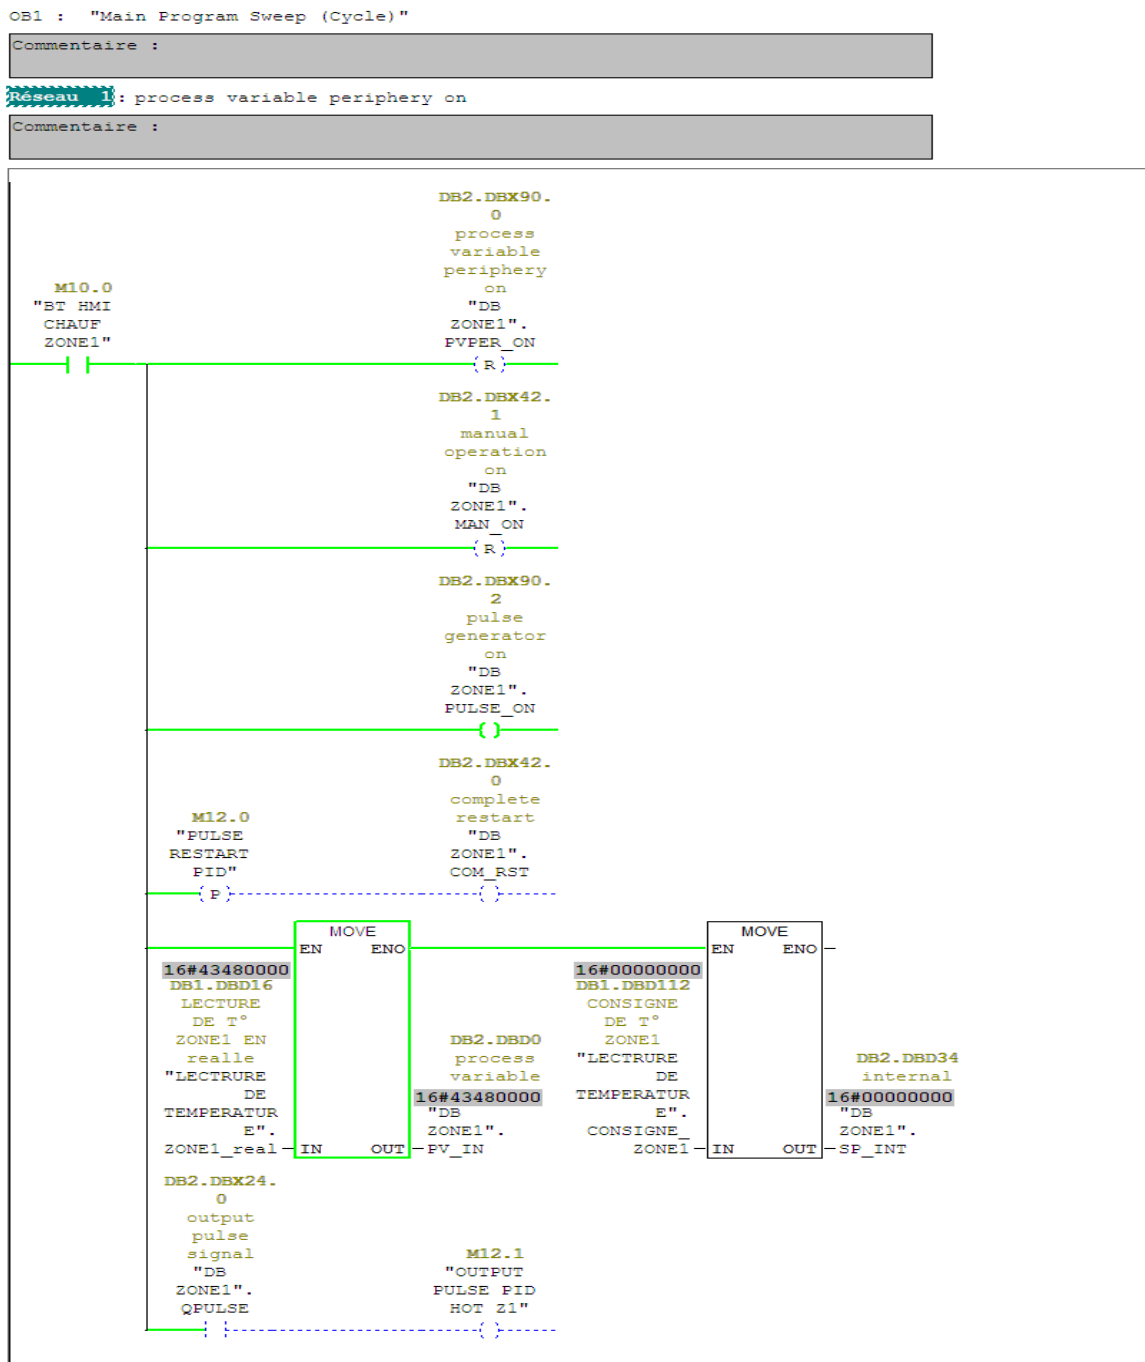 OB1 :  "Main Program Sweep (Cycle)"
Commentaire :
Réseau  1 : process variable periphery on
Commentaire :
DB2.DBX90.
0
process
variable
periphery
on
"DB
ZONE1".
PVPER_ON
M10.0
"BT HMI
CHAUF
ZONE1"
R
DB2.DBX42.
1
manual
operation
on
"DB
ZONE1".
MAN_ON
R
DB2.DBX90.
2
pulse
generator
on
"DB
ZONE1".
PULSE_ON
DB2.DBX42.
0
complete
restart
"DB
ZONE1".
COM_RST
M12.0
"PULSE
RESTART
PID"
P
MOVE
EN ENO
16#43480000
DB1.DBD16
LECTURE
DE T°
ZONE1 EN
realle
"LECTRURE
DE
TEMPERATUR
E".
ZONE1_real
IN OUT
DB2.DBD0
process
variable
16#43480000
"DB
ZONE1".
PV_IN
MOVE
EN ENO
16#00000000
DB1.DBD112
CONSIGNE
DE T°
ZONE1
"LECTRURE
DE
TEMPERATUR
E".
CONSIGNE_
ZONE1
IN OUT
DB2.DBD34
internal
16#00000000
"DB
ZONE1".
SP_INT
DB2.DBX24.
0
output
pulse
signal
"DB
ZONE1".
QPULSE
M12.1
"OUTPUT
PULSE PID
HOT Z1"